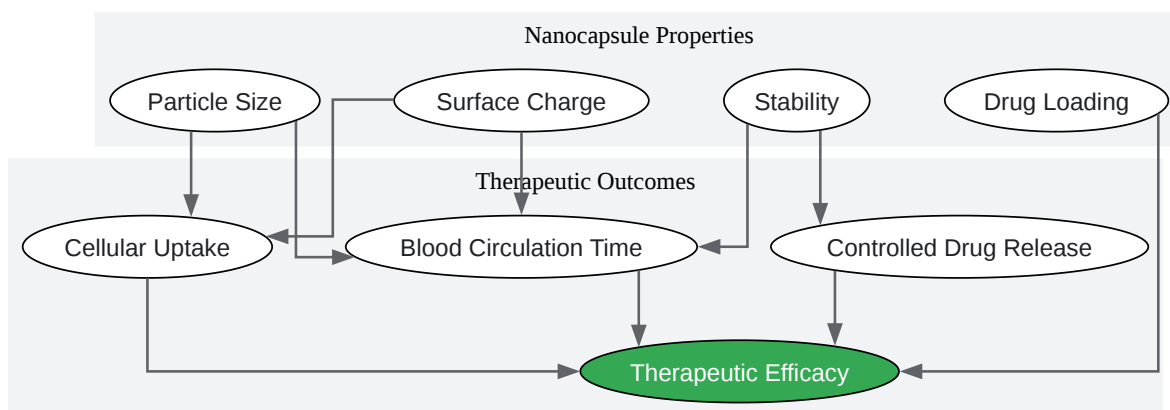 Nanocapsule Properties
Particle Size
Surface Charge
Stability
Drug Loading
Therapeutic Outcomes
Cellular Uptake
Blood Circulation Time
Controlled Drug Release
Therapeutic Efficacy